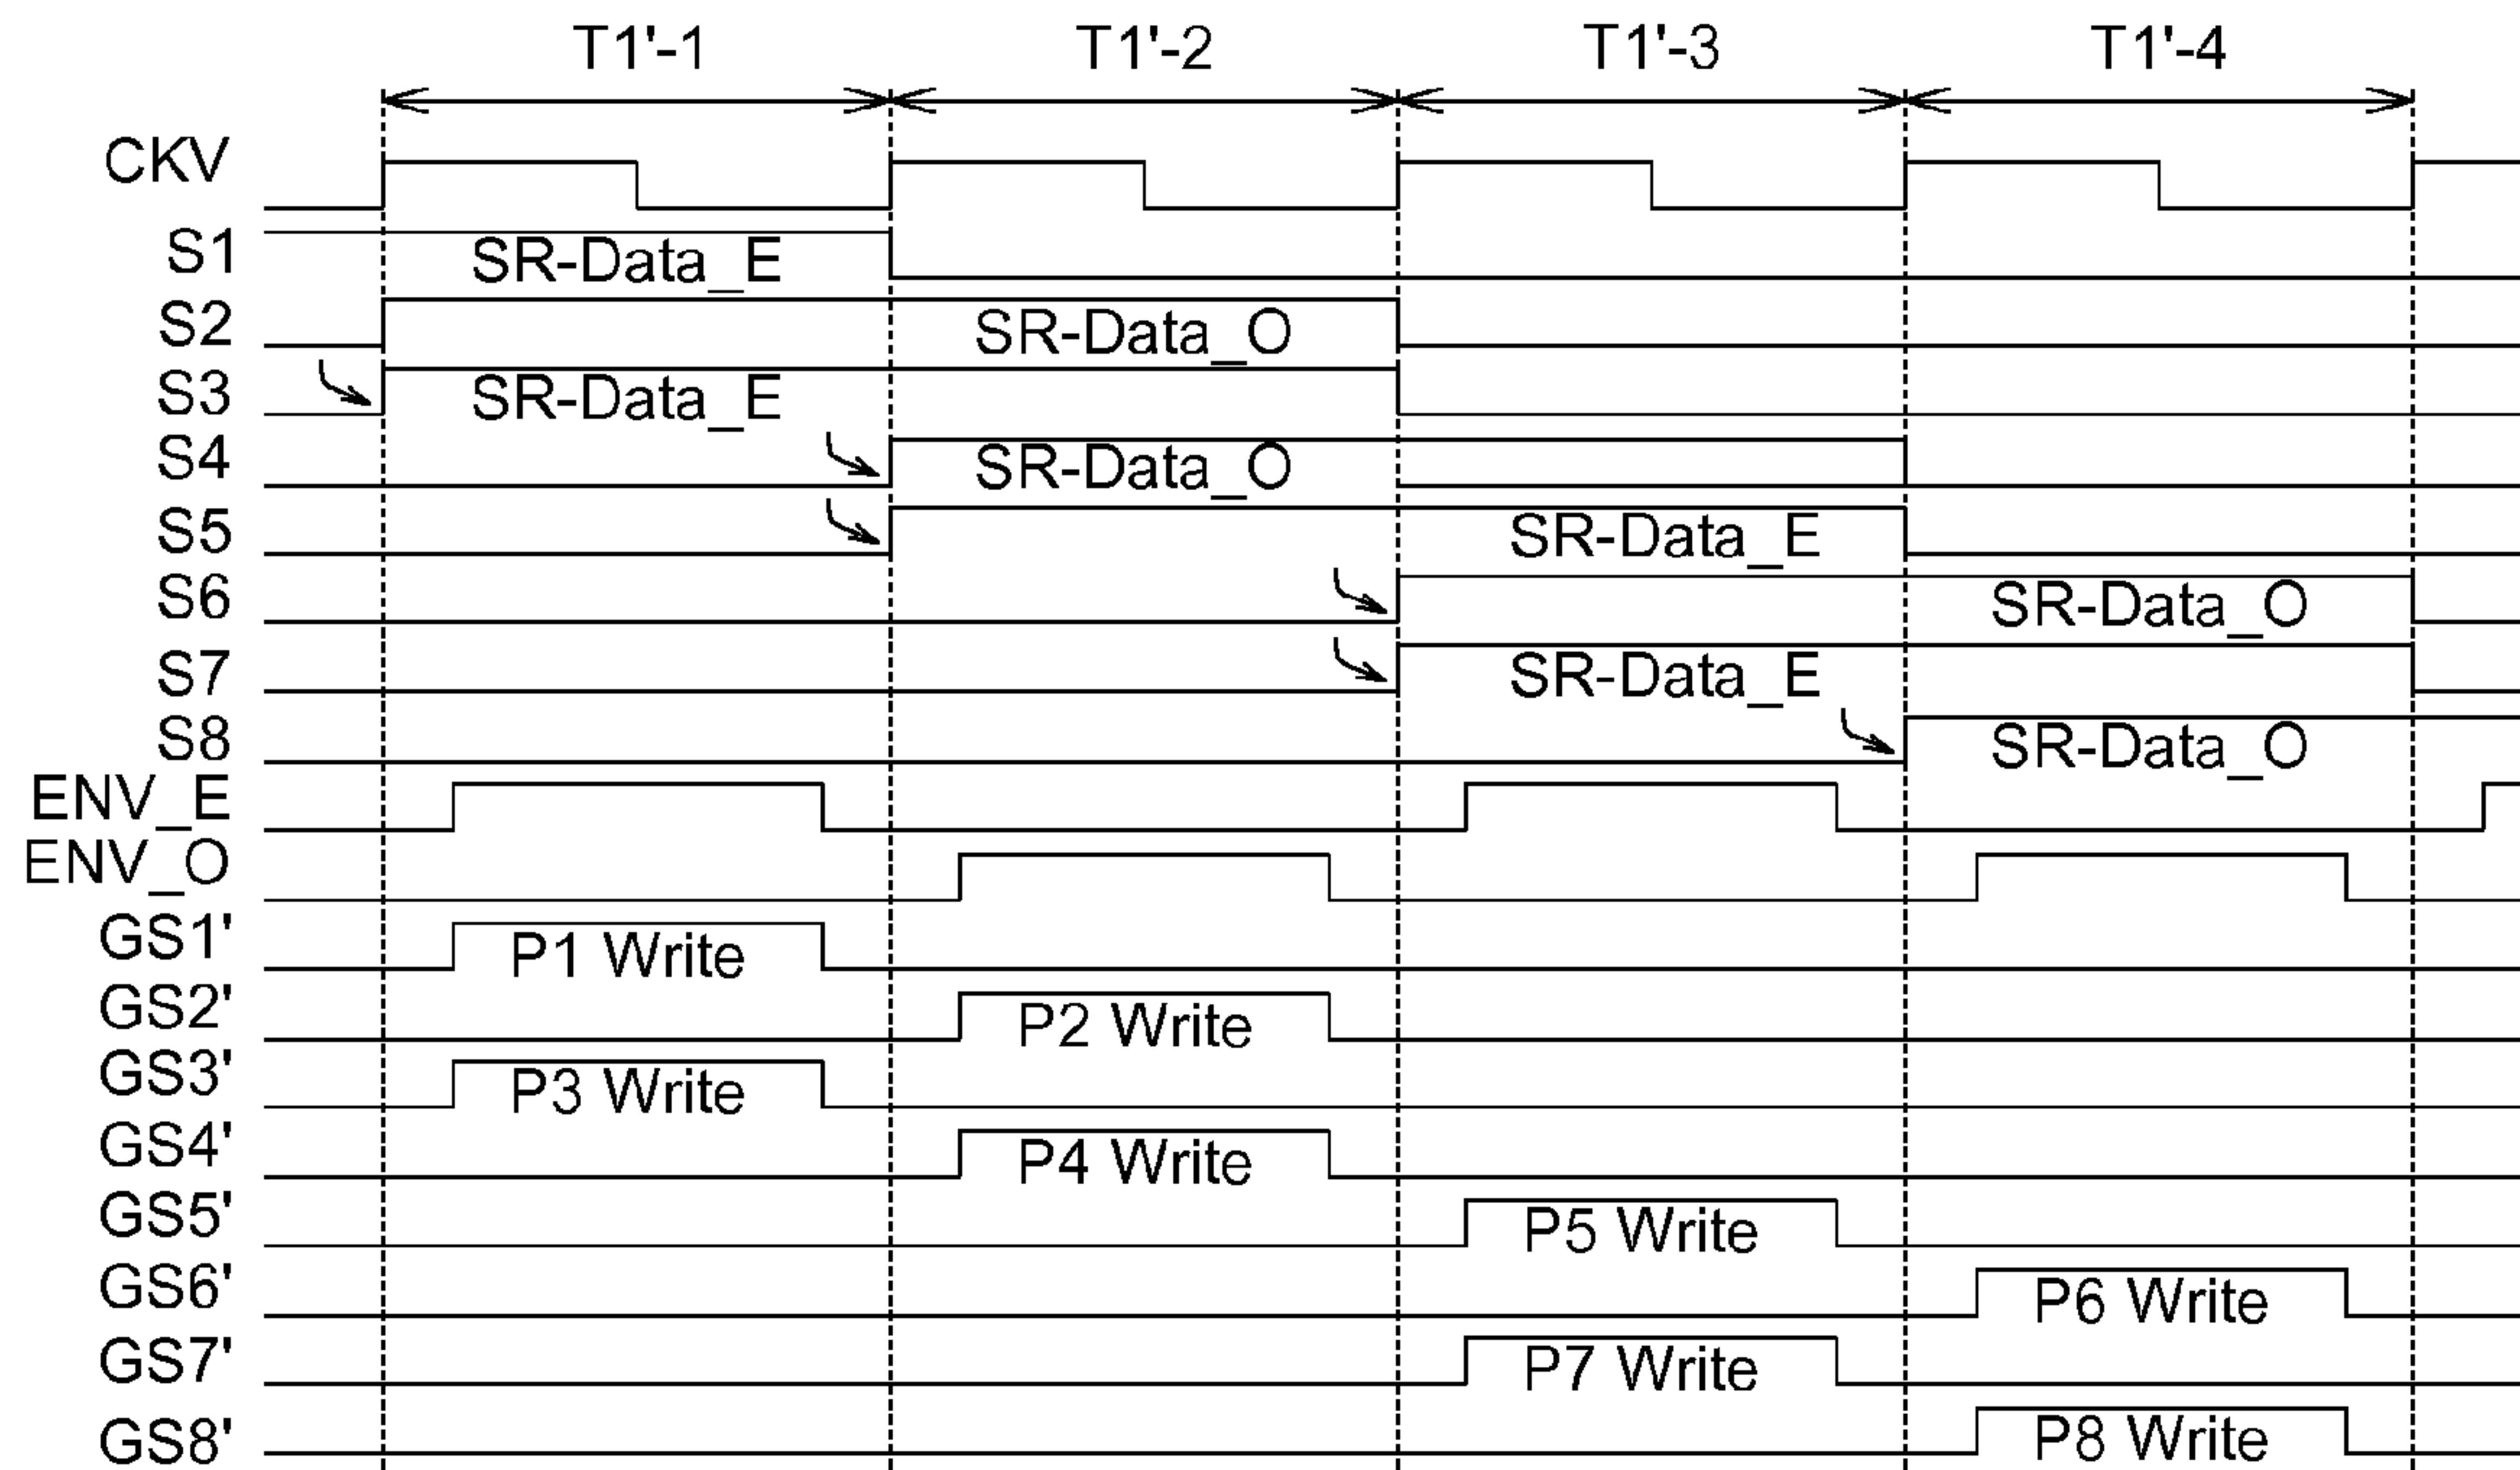 T1'-1 T1'-2 T1'-3 T1'-4
CKV
S1 SR-Data_E
S2 SR-Data_O
S3 SR-Data_E
S4 SR-Data_O
S5 SR-Data_E
S6 SR-Data_O
S7 SR-Data_E
S8 SR-Data_O
ENV_E
ENV_O
GS1' P1 Write
GS2' P2 Write
GS3' P3 Write
GS4' P4 Write
GS5' P5 Write
GS6' P6 Write
GS7' P7 Write
GS8' P8 Write